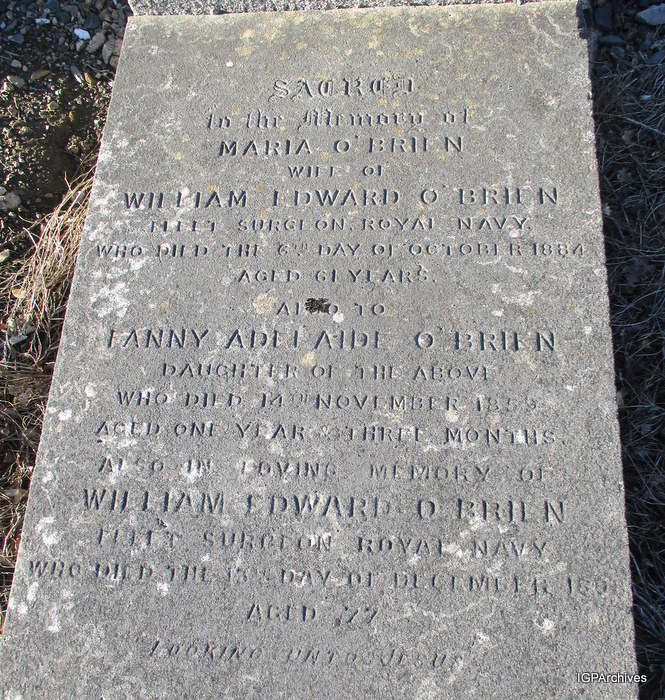 SACRED
to the Memory of
MARIA O'BRIEN
WIFE OF
WILLIAM EDWARD O'BRIEN
FLEET SURGEON, ROYAL NAVY.
WHO DIED THE 6TH DAY OF OCTOBER 1884
AGED 61 YEARS.
ALSO TO
FANNY ADELAIDE O'BRIEN
DAUGHTER OF THE ABOVE
WHO DIED 14TH NOVEMBER
AGED ONE YEAR & THREE MONTHS.
ALSO IN LOVING MEMORY OF
WILLIAM EDWARD O'BRIEN
FLEET SURGEON ROYAL NAVY
WHO DIED THE DAY OF DECEMBER
AGED 77
LOOKING UNTO JESUS
IGPArchives